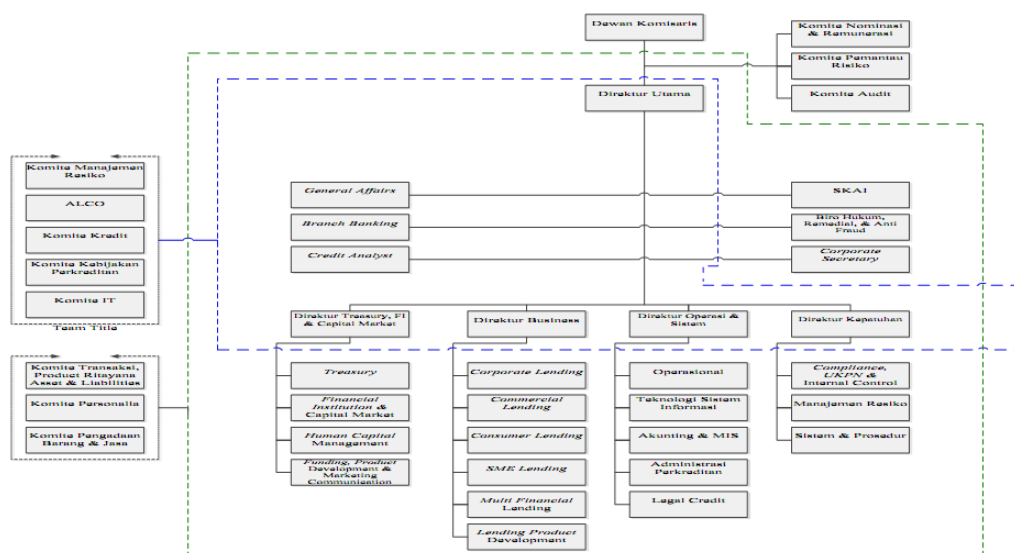 Dewan Komisaris
Komite Nominasi
& Remunerasi
Komite Pemantau
Risiko
Komite Audit
Direktur Utama
Komite Manajemen
Resiko
ALCO
Komite Kredit
Komite Kebijakan
Perkreditan
Komite IT
Team Title
Komite Transaksi,
Product Ritayana
Asset & Liabilities
Komite Personalia
Komite Pengadaan
Barang & Jasa
General Affairs
Branch Banking
Credit Analyst
SKAI
Biro Hukum,
Remedial, & Anti
Fraud
Corporate
Secretary
Direktur Treasury, FI
& Capital Market
Treasury
Financial
Institution &
Capital Market
Human Capital
Management
Funding, Product
Development &
Marketing
Communication
Direktur Business
Corporate Lending
Commercial
Lending
Consumer Lending
SME Lending
Multi Financial
Lending
Lending Product
Development
Direktur Operasi &
Sistem
Operasional
Teknologi Sistem
Informasi
Akunting & MIS
Administrasi
Perkreditan
Legal Credit
Direktur Kepatuhan
Compliance,
UKPN &
Internal Control
Manajemen Resiko
Sistem & Prosedur